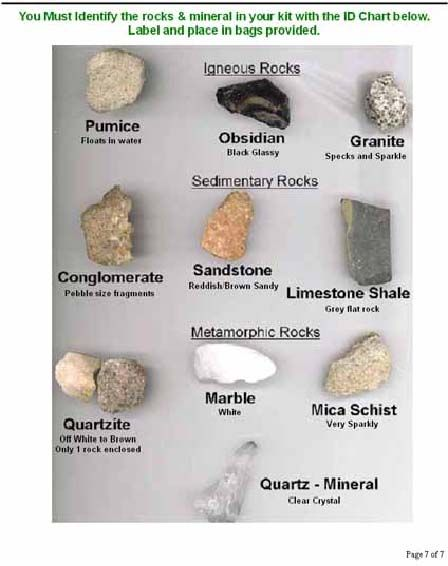 You Must Identify the rocks & mineral in your kit with the ID Chart below.
Label and place in bags provided.
Igneous Rocks
Pumice
Floats in water
Obsidian
Black Glassy
Granite
Specks and Sparkle
Sedimentary Rocks
Conglomerate
Pebble size fragments
Sandstone
Reddish/Brown Sandy
Limestone Shale
Grey flat rock
Metamorphic Rocks
Quartzite
Off White to Brown
Only 1 rock enclosed
Marble
White
Mica Schist
Very Sparkly
Quartz - Mineral
Clear Crystal
Page 7 of 7